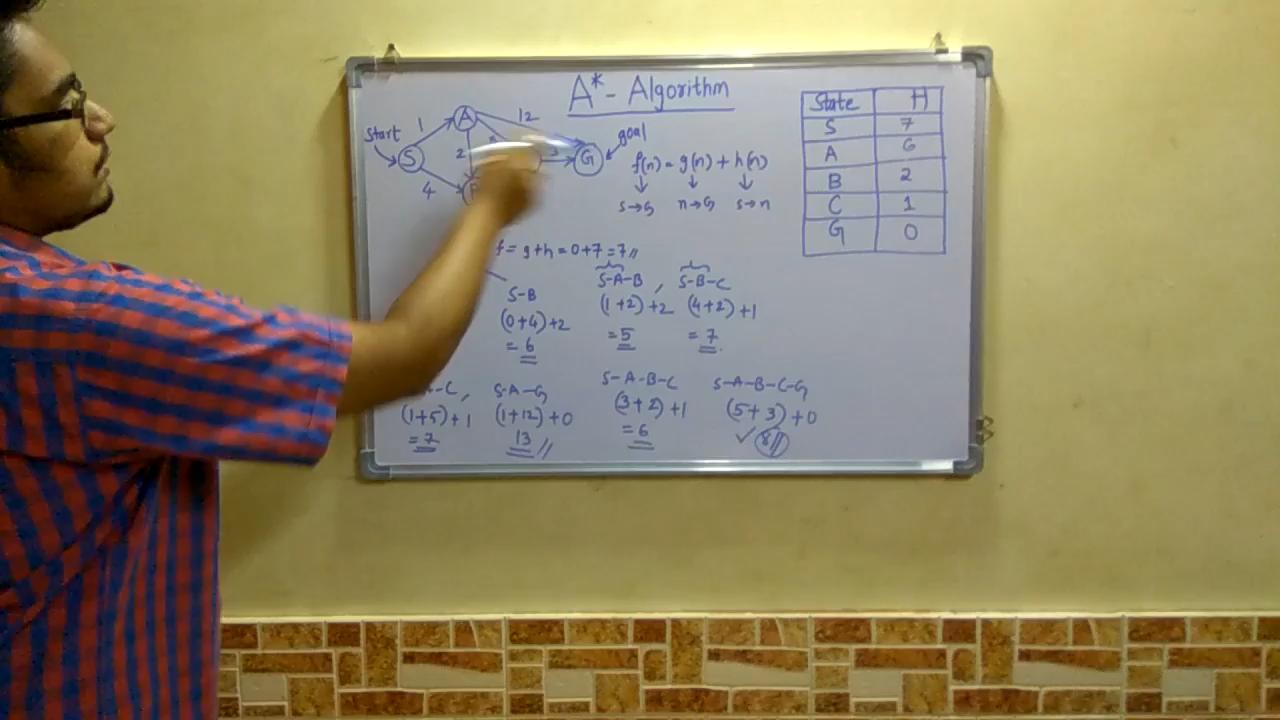 A* - Algorithm
Start
S
1
A
12
2
4
3
G
goal
f(n) = g(n) + h(n)
S→G n→G S→n
State H
S 7
A 6
B 2
C 1
G 0
f = g+h = 0+7 = 7//
S-B
(0+4)+2
= 6
S-A-B , S-B-C
(1+2)+2 (4+2)+1
= 5 = 7
-C, S-A-G
(1+5)+1 (1+12)+0
= 7 13 //
S-A-B-C S-A-B-C-G
(3+2)+1 (5+3)+0
= 6 ✓ 8//